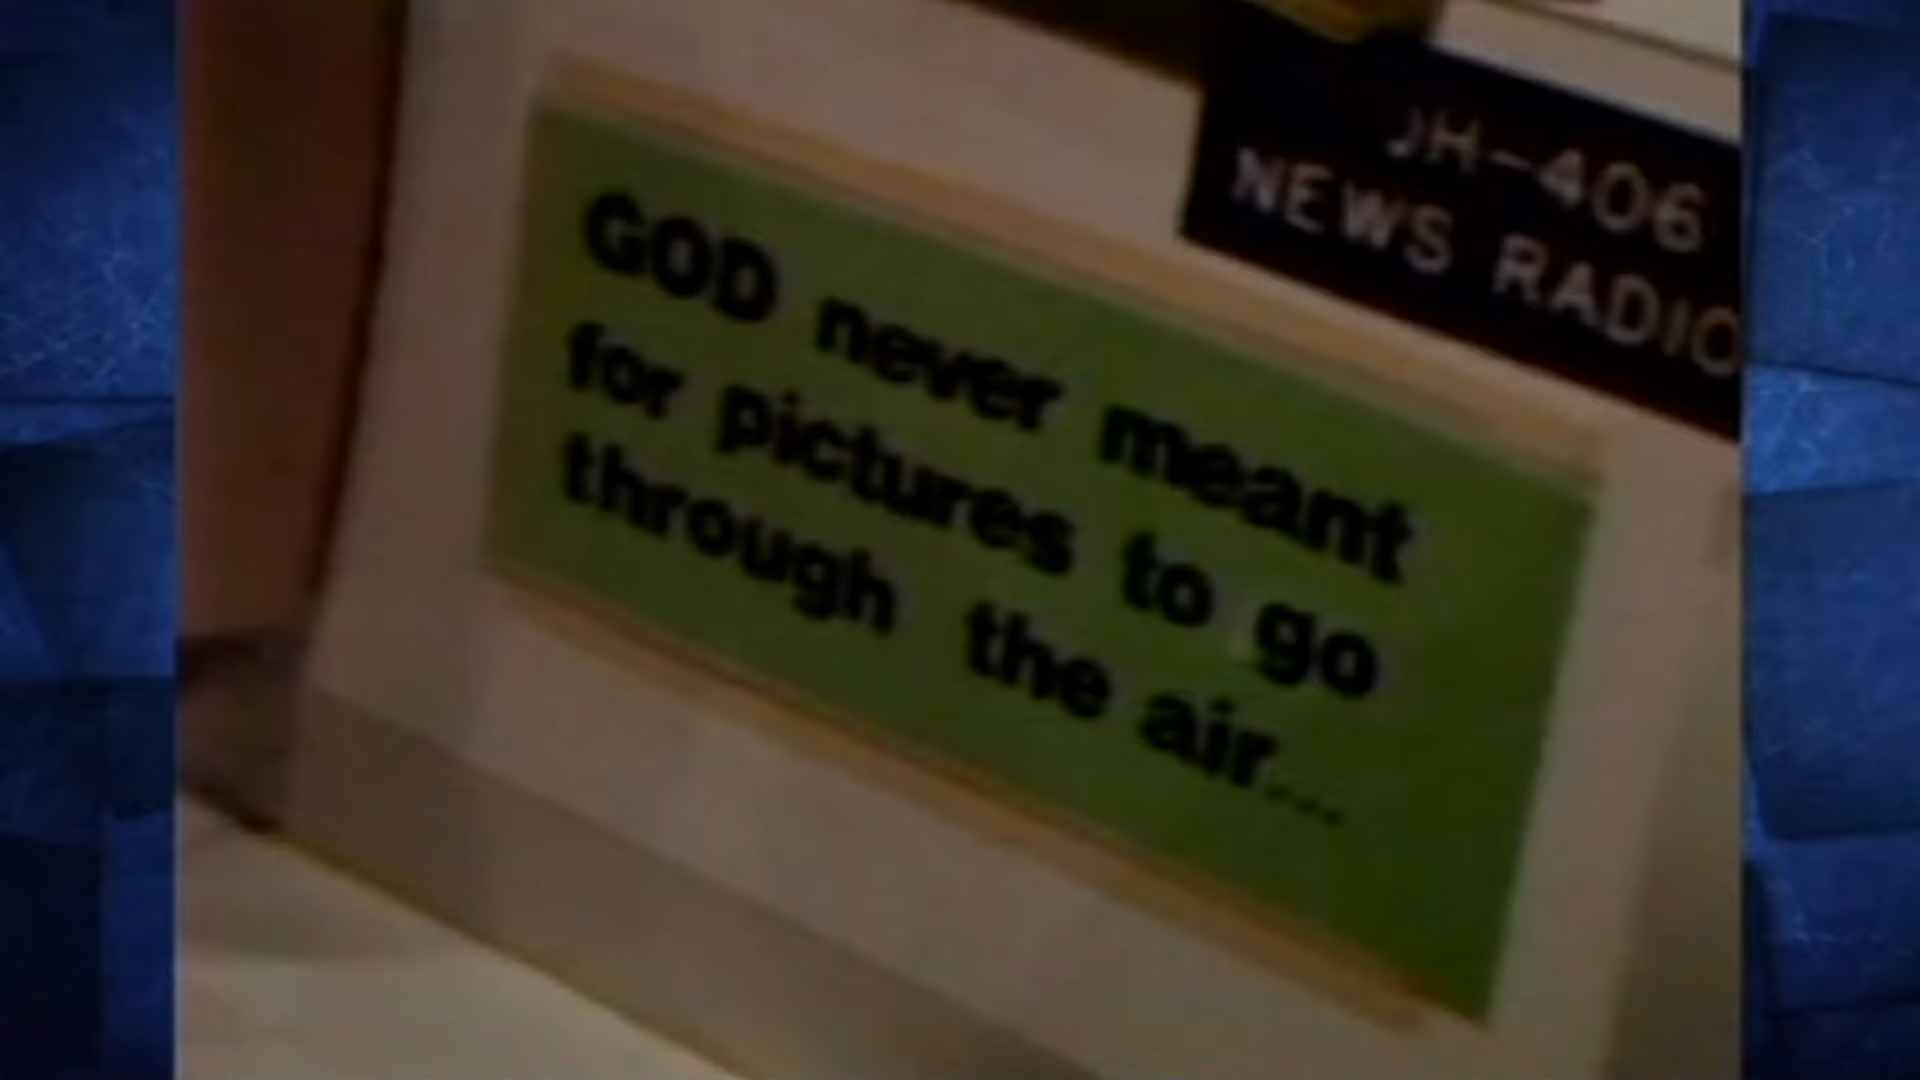 JH-406
NEWS RADIO
GOD never meant
for pictures to go
through the air...